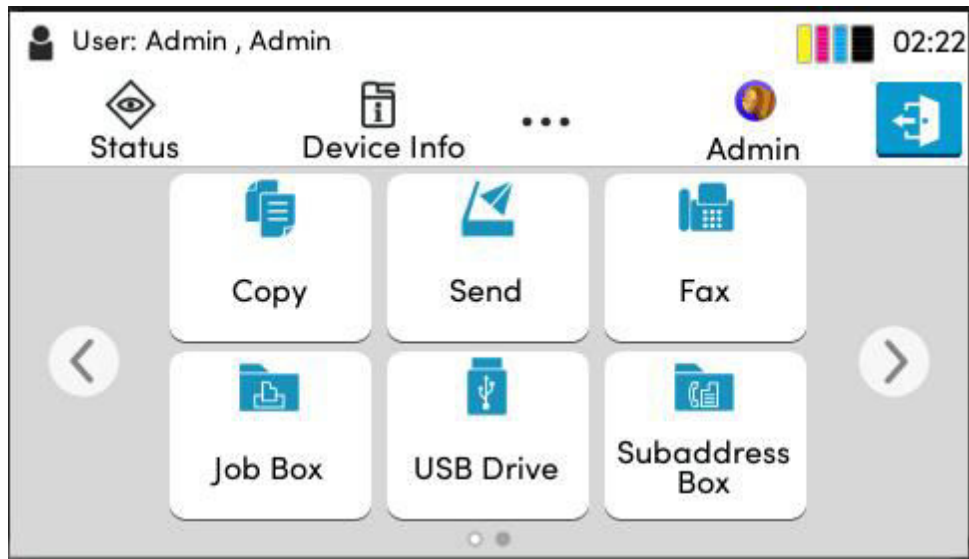 User: Admin , Admin
02:22
Status
Device Info
...
Admin
Copy
Send
Fax
Job Box
USB Drive
Subaddress
Box